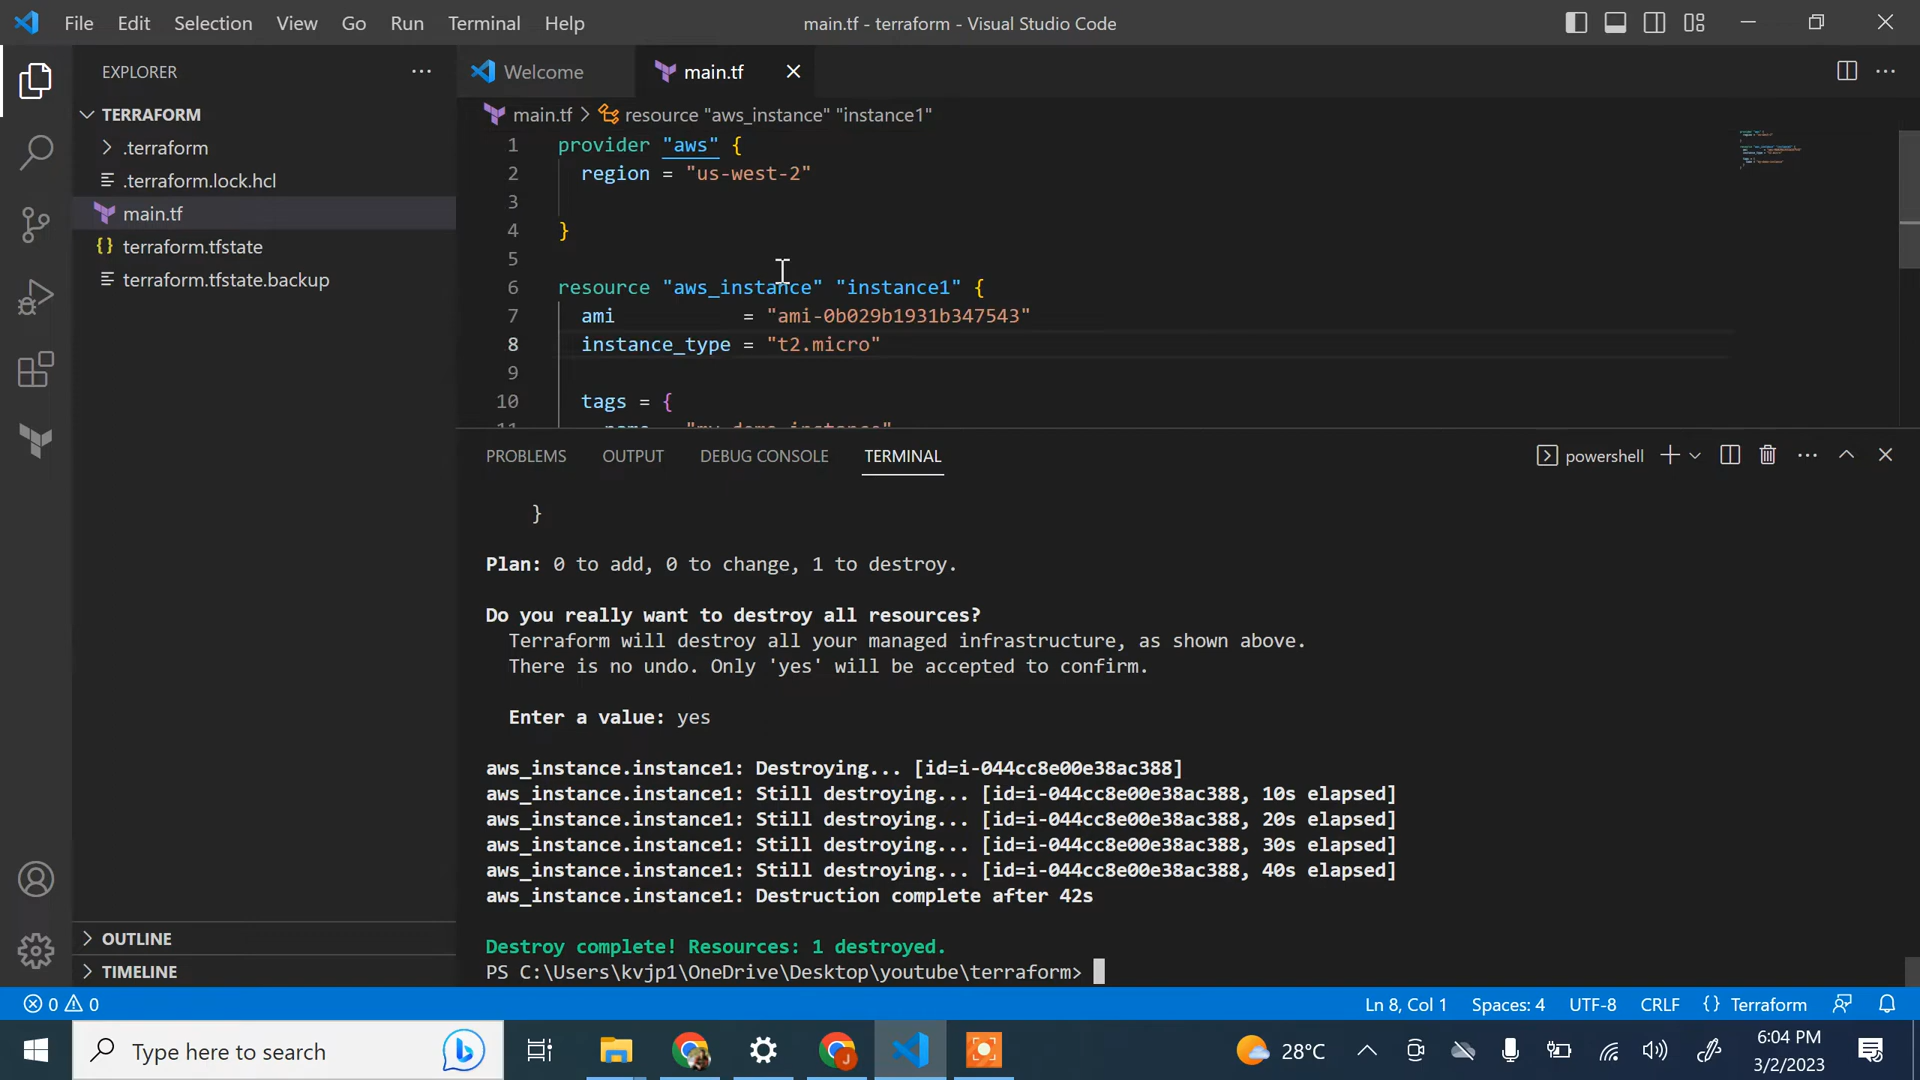 File Edit Selection View Go Run Terminal Help
main.tf - terraform - Visual Studio Code
EXPLORER
Welcome
main.tf
TERRAFORM
main.tf > resource "aws_instance" "instance1"
.terraform
.terraform.lock.hcl
main.tf
terraform.tfstate
terraform.tfstate.backup
1 provider "aws" {
2 region = "us-west-2"
3
4 }
5
6 resource "aws_instance" "instance1" {
7 ami = "ami-0b029b1931b347543"
8 instance_type = "t2.micro"
9
10 tags = {
11 name = "my-demo-instance"
PROBLEMS OUTPUT DEBUG CONSOLE TERMINAL
powershell
}
Plan: 0 to add, 0 to change, 1 to destroy.
Do you really want to destroy all resources?
Terraform will destroy all your managed infrastructure, as shown above.
There is no undo. Only 'yes' will be accepted to confirm.
Enter a value: yes
aws_instance.instance1: Destroying... [id=i-044cc8e00e38ac388]
aws_instance.instance1: Still destroying... [id=i-044cc8e00e38ac388, 10s elapsed]
aws_instance.instance1: Still destroying... [id=i-044cc8e00e38ac388, 20s elapsed]
aws_instance.instance1: Still destroying... [id=i-044cc8e00e38ac388, 30s elapsed]
aws_instance.instance1: Still destroying... [id=i-044cc8e00e38ac388, 40s elapsed]
aws_instance.instance1: Destruction complete after 42s
Destroy complete! Resources: 1 destroyed.
PS C:\Users\kvjp1\OneDrive\Desktop\youtube\terraform>
OUTLINE
TIMELINE
0 0
Ln 8, Col 1 Spaces: 4 UTF-8 CRLF {} Terraform
Type here to search
J
28°C
6:04 PM
3/2/2023